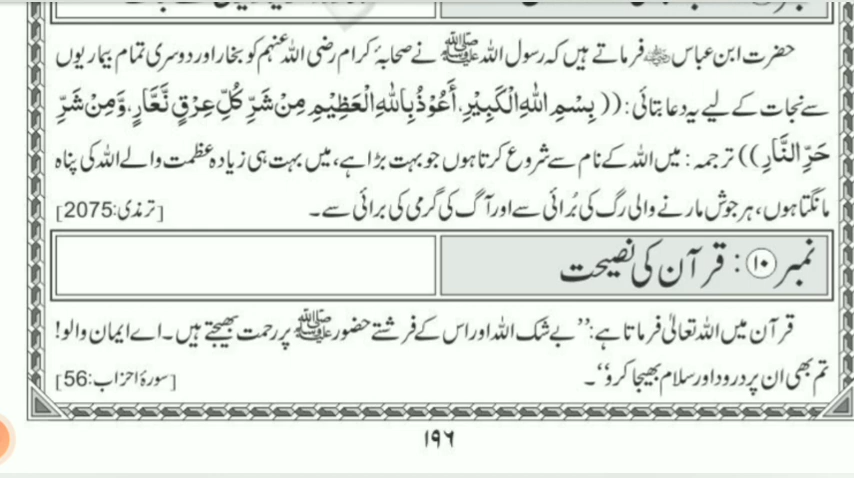 حضرت ابن عباس رضی اللہ عنہ فرماتے ہیں کہ رسول اللہ صلی اللہ علیہ وسلم نے صحابۂ کرام رضی اللہ عنہم کو بخار اور دوسری تمام بیماریوں
سے نجات کے لیے یہ دعا بتائی: ((بِسْمِ اللهِ الْكَبِيْرِ، أَعُوْذُ بِاللهِ الْعَظِيْمِ مِنْ شَرِّ كُلِّ عِرْقٍ نَّعَّارٍ، وَّمِنْ شَرِّ
حَرِّ النَّارِ)) ترجمہ: میں اللہ کے نام سے شروع کرتا ہوں جو بہت بڑا ہے، میں بہت ہی زیادہ عظمت والے اللہ کی پناہ
مانگتا ہوں، ہر جوش مارنے والی رگ کی بُرائی سے اور آگ کی گرمی کی برائی سے۔ [ترمذی: 2075]
نمبر ۱۰: قرآن کی نصیحت
قرآن میں اللہ تعالیٰ فرماتا ہے: ’’بے شک اللہ اور اس کے فرشتے حضور ﷺ پر رحمت بھیجتے ہیں۔ اے ایمان والو!
تم بھی ان پر درود اور سلام بھیجا کرو‘‘۔ [سورۂ احزاب: 56]
۱۹۶